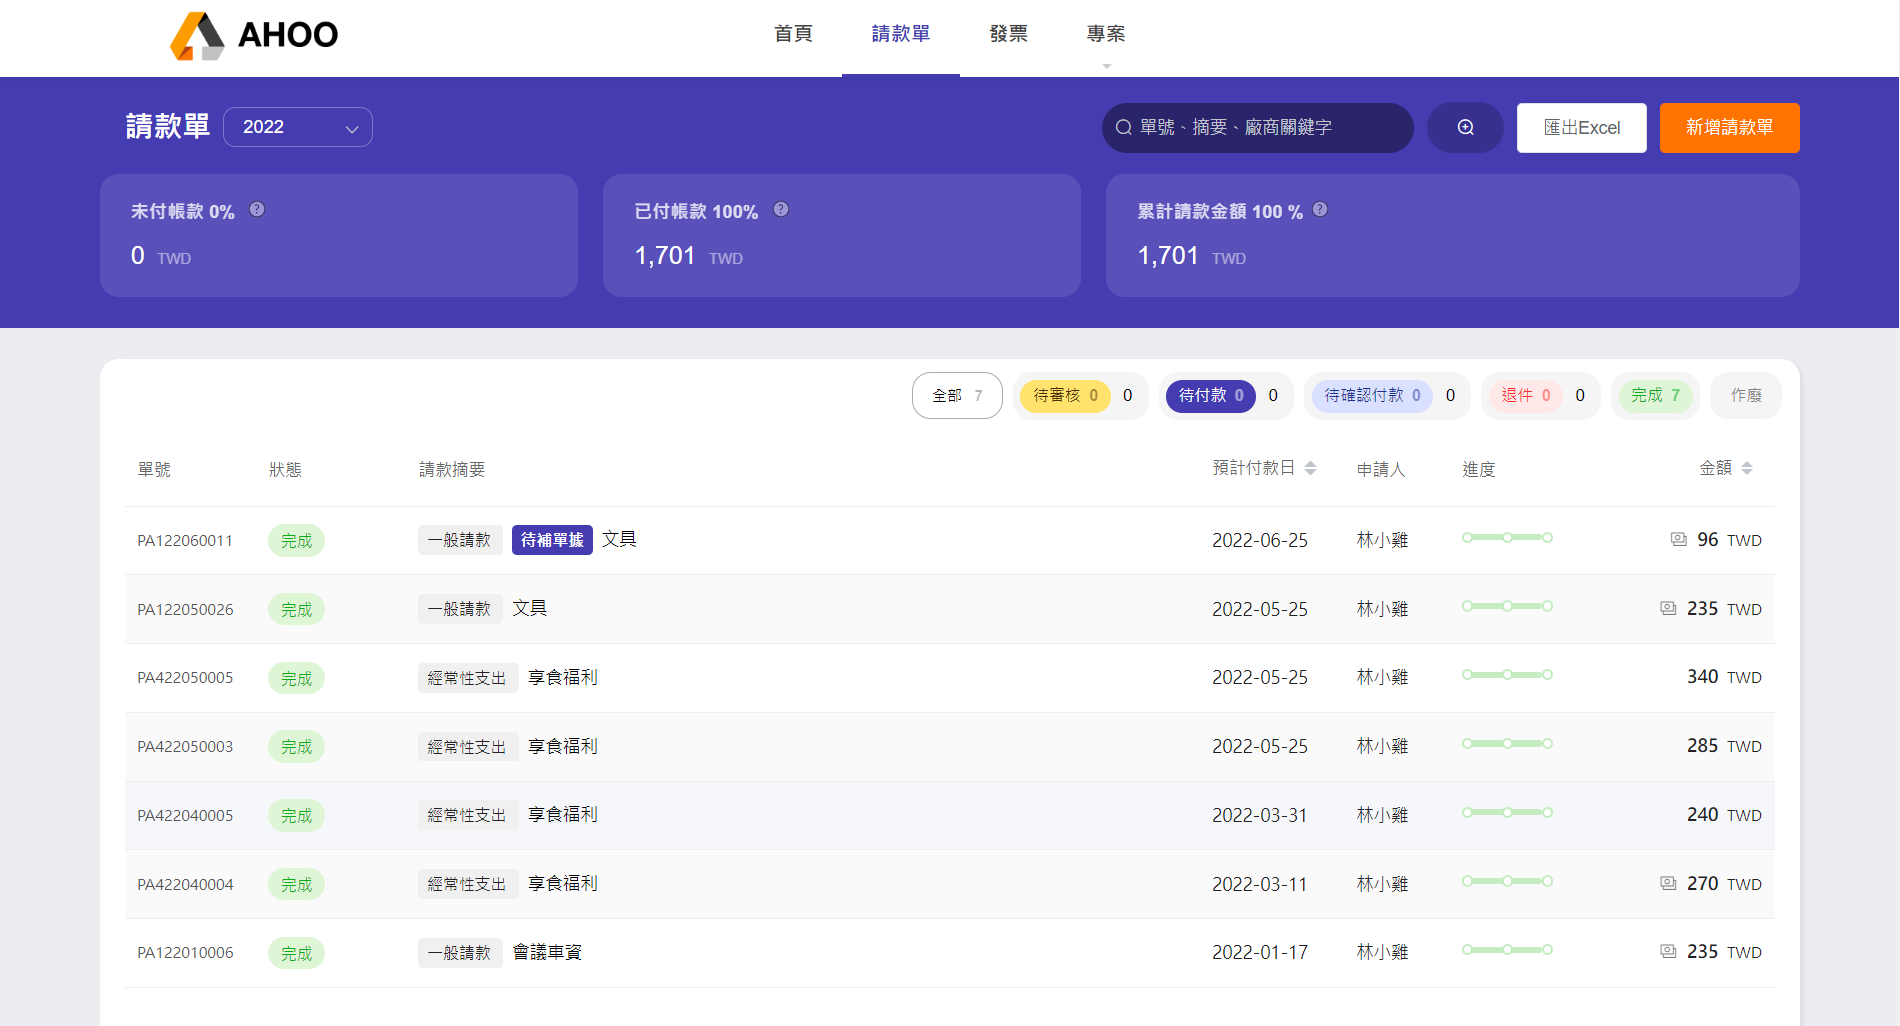 AHOO
首頁 請款單 發票 專案
請款單 2022 單號、摘要、廠商關鍵字 匯出Excel 新增請款單
未付帳款 0% ? 已付帳款 100% ? 累計請款金額 100 % ?
0 TWD 1,701 TWD 1,701 TWD
全部 7 待審核 0 0 待付款 0 0 待確認付款 0 0 退件 0 0 完成 7 作廢
單號 狀態 請款摘要 預計付款日 申請人 進度 金額
PA122060011 完成 一般請款 待補單據 文具 2022-06-25 林小雞 96 TWD
PA122050026 完成 一般請款 文具 2022-05-25 林小雞 235 TWD
PA422050005 完成 經常性支出 享食福利 2022-05-25 林小雞 340 TWD
PA422050003 完成 經常性支出 享食福利 2022-05-25 林小雞 285 TWD
PA422040005 完成 經常性支出 享食福利 2022-03-31 林小雞 240 TWD
PA422040004 完成 經常性支出 享食福利 2022-03-11 林小雞 270 TWD
PA122010006 完成 一般請款 會議車資 2022-01-17 林小雞 235 TWD